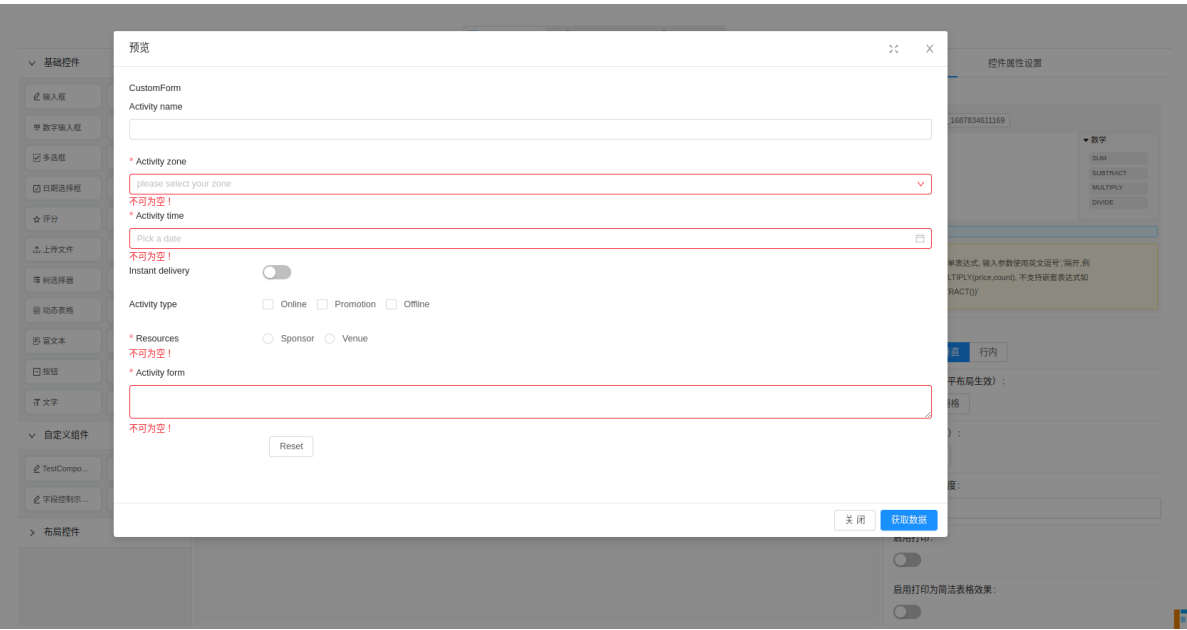 预览
CustomForm
Activity name
* Activity zone
please select your zone
不可为空！
* Activity time
Pick a date
不可为空！
Instant delivery
Activity type Online Promotion Offline
* Resources Sponsor Venue
不可为空！
* Activity form
不可为空！
Reset
关 闭 获取数据
基础控件
输入框
数字输入框
多选框
日期选择框
评分
上传文件
树选择器
动态表格
富文本
按钮
文字
自定义组件
TestCompo...
字段控制示...
布局控件
控件属性设置
_1687834611169
数学
SUM
SUBTRACT
MULTIPLY
DIVIDE
单表达式, 输入参数使用英文逗号','隔开,例
LTIPLY(price,count), 不支持嵌套表达式如
RACT())'
直 行内
平布局生效）:
格
）:
度:
启用打印:
启用打印为简洁表格效果: